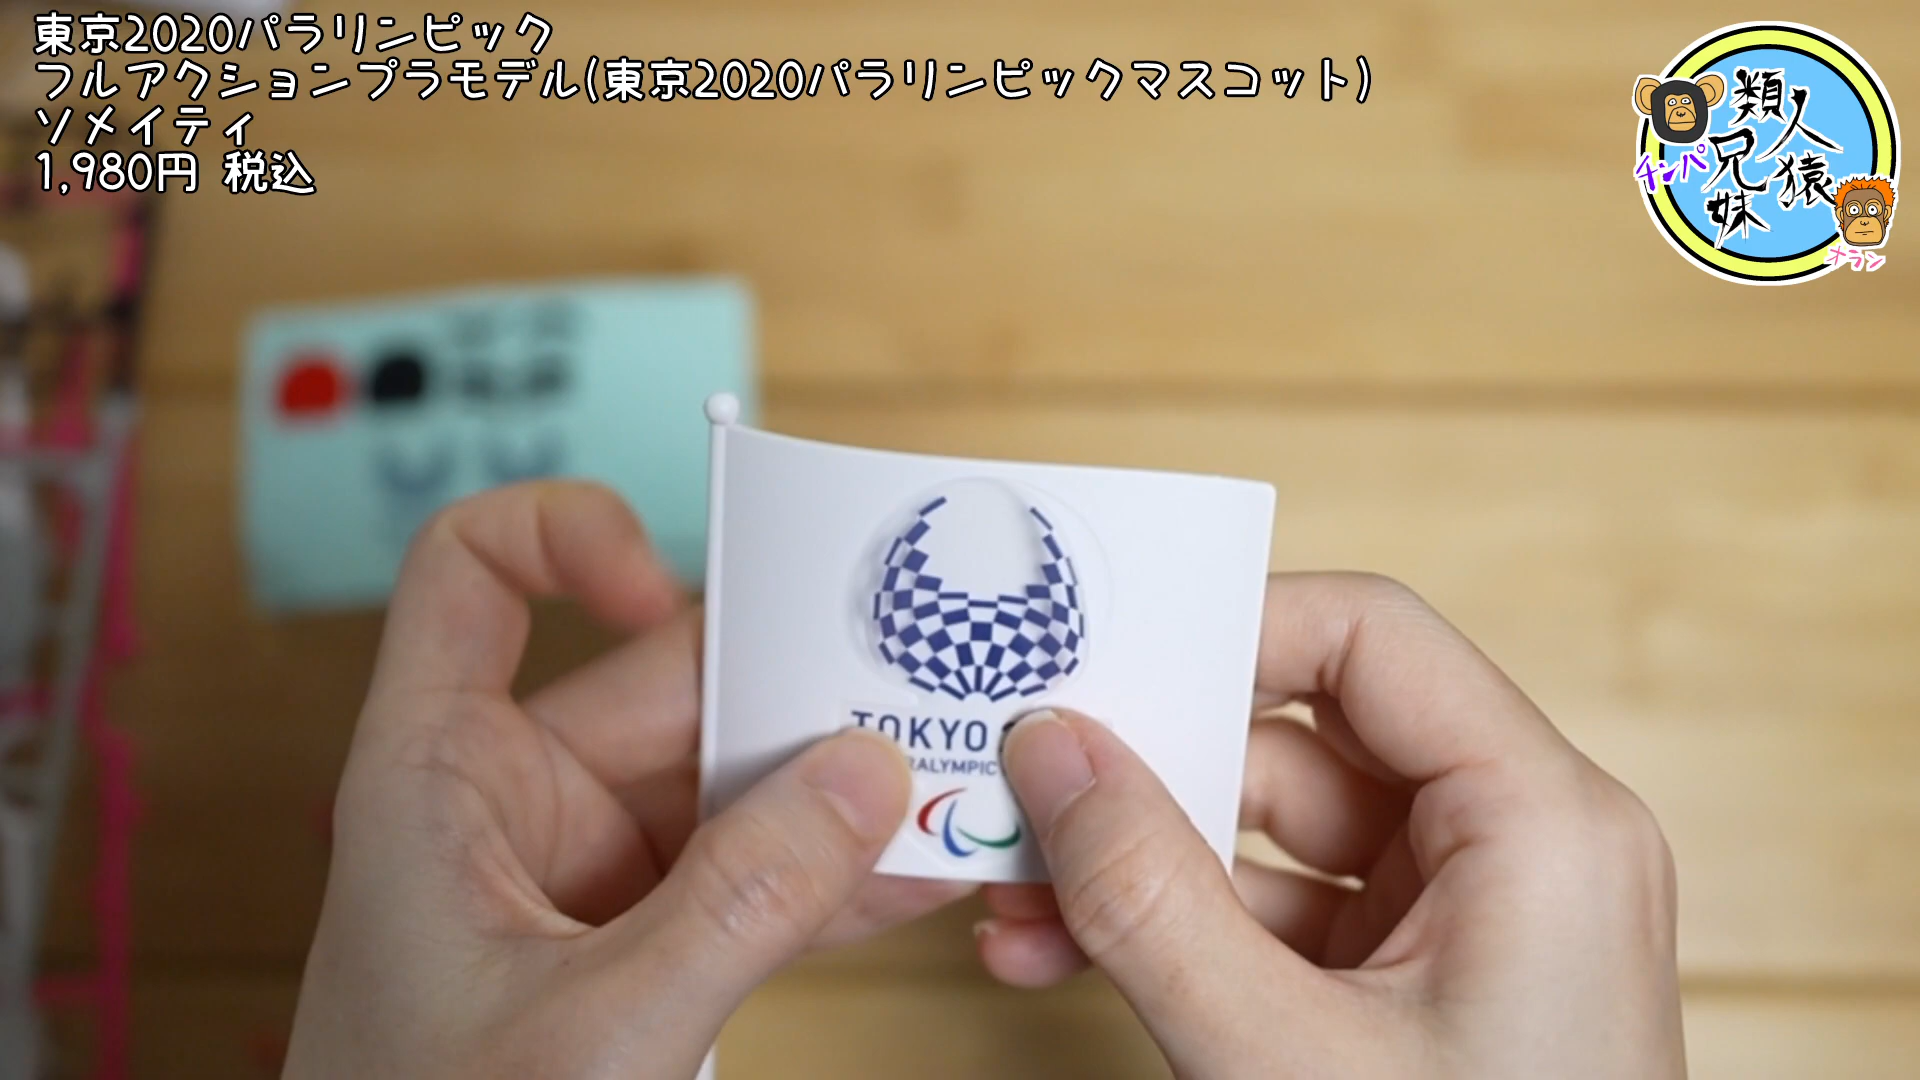 東京2020パラリンピック
フルアクションプラモデル(東京2020パラリンピックマスコット)
ソメイティ
1,980円 税込
類人猿
兄妹
チンパ
オラン
TOKYO
RALYMPIC